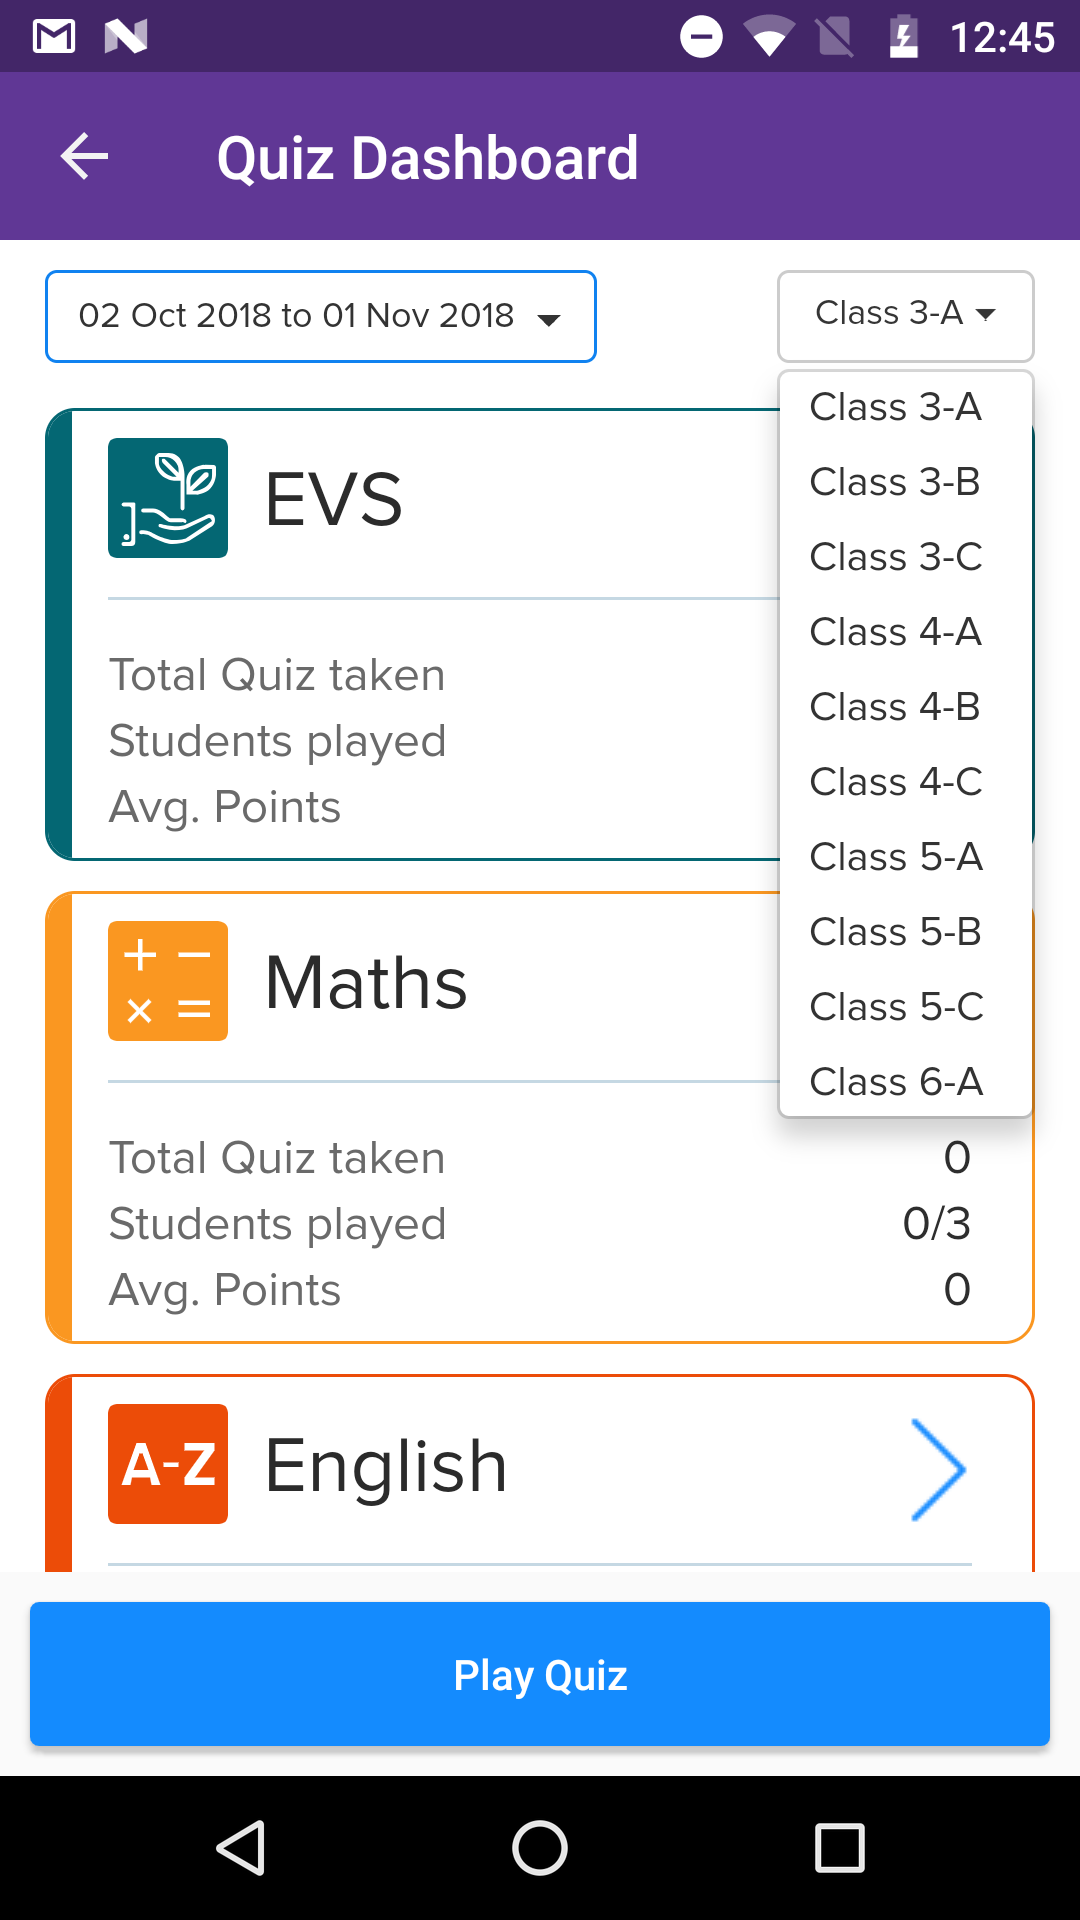 12:45
Quiz Dashboard
02 Oct 2018 to 01 Nov 2018
Class 3-A
Class 3-A
Class 3-B
Class 3-C
Class 4-A
Class 4-B
Class 4-C
Class 5-A
Class 5-B
Class 5-C
Class 6-A
EVS
Total Quiz taken
Students played
Avg. Points
+ −
× =
Maths
Total Quiz taken 0
Students played 0/3
Avg. Points 0
A-Z
English
Play Quiz